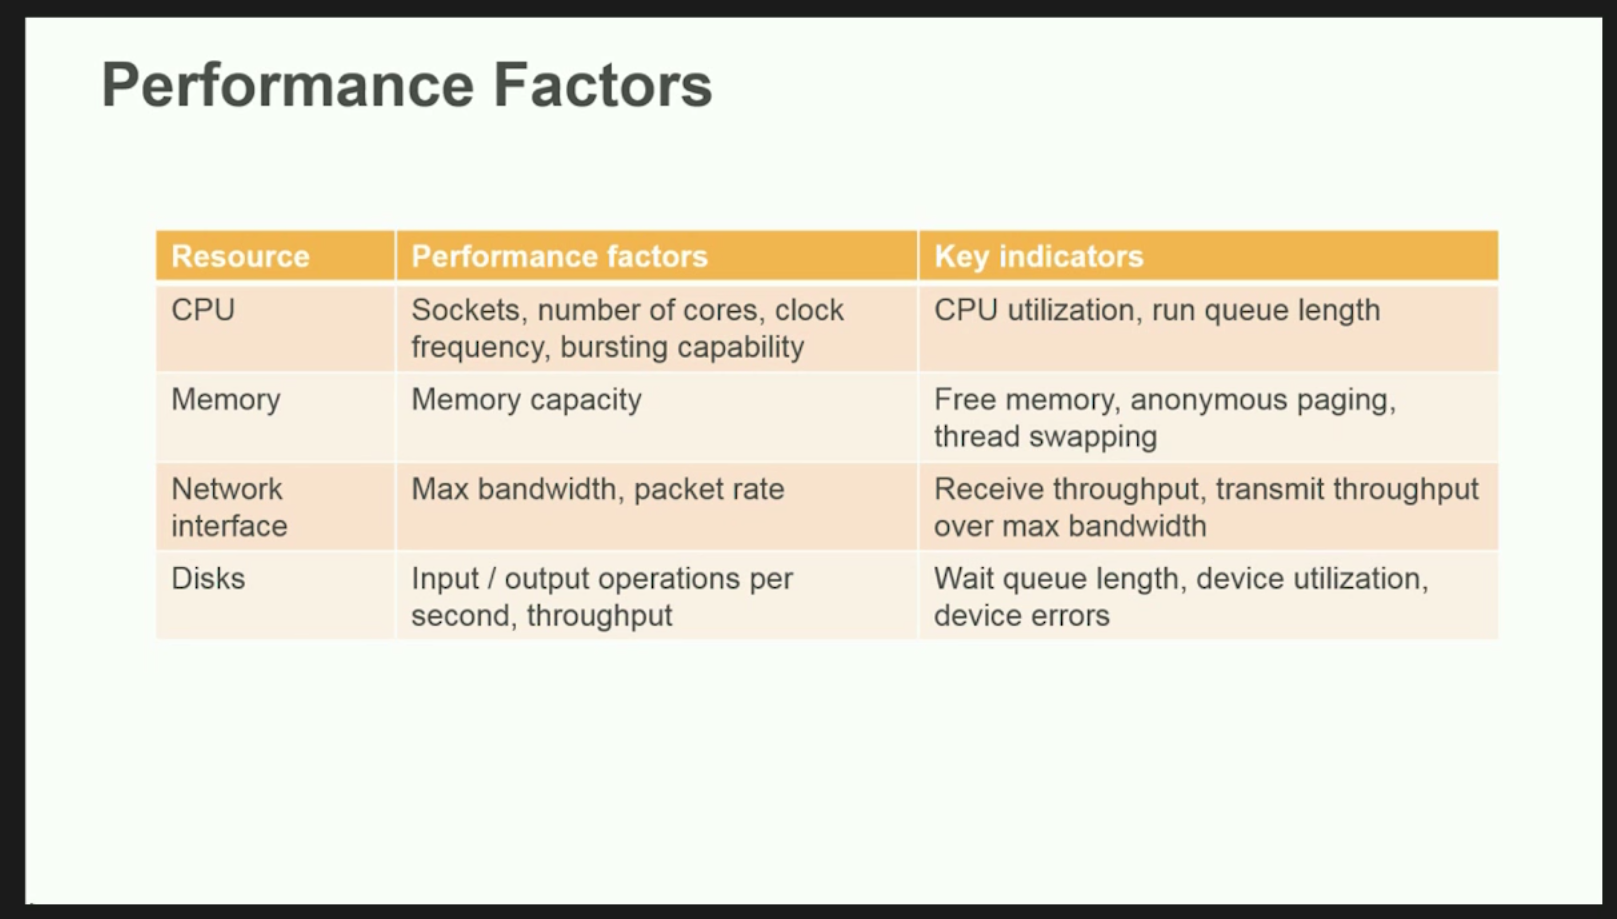 Performance Factors
Resource
Performance factors
Key indicators
CPU
Sockets, number of cores, clock
frequency, bursting capability
CPU utilization, run queue length
Memory
Memory capacity
Free memory, anonymous paging,
thread swapping
Network
interface
Max bandwidth, packet rate
Receive throughput, transmit throughput
over max bandwidth
Disks
Input / output operations per
second, throughput
Wait queue length, device utilization,
device errors